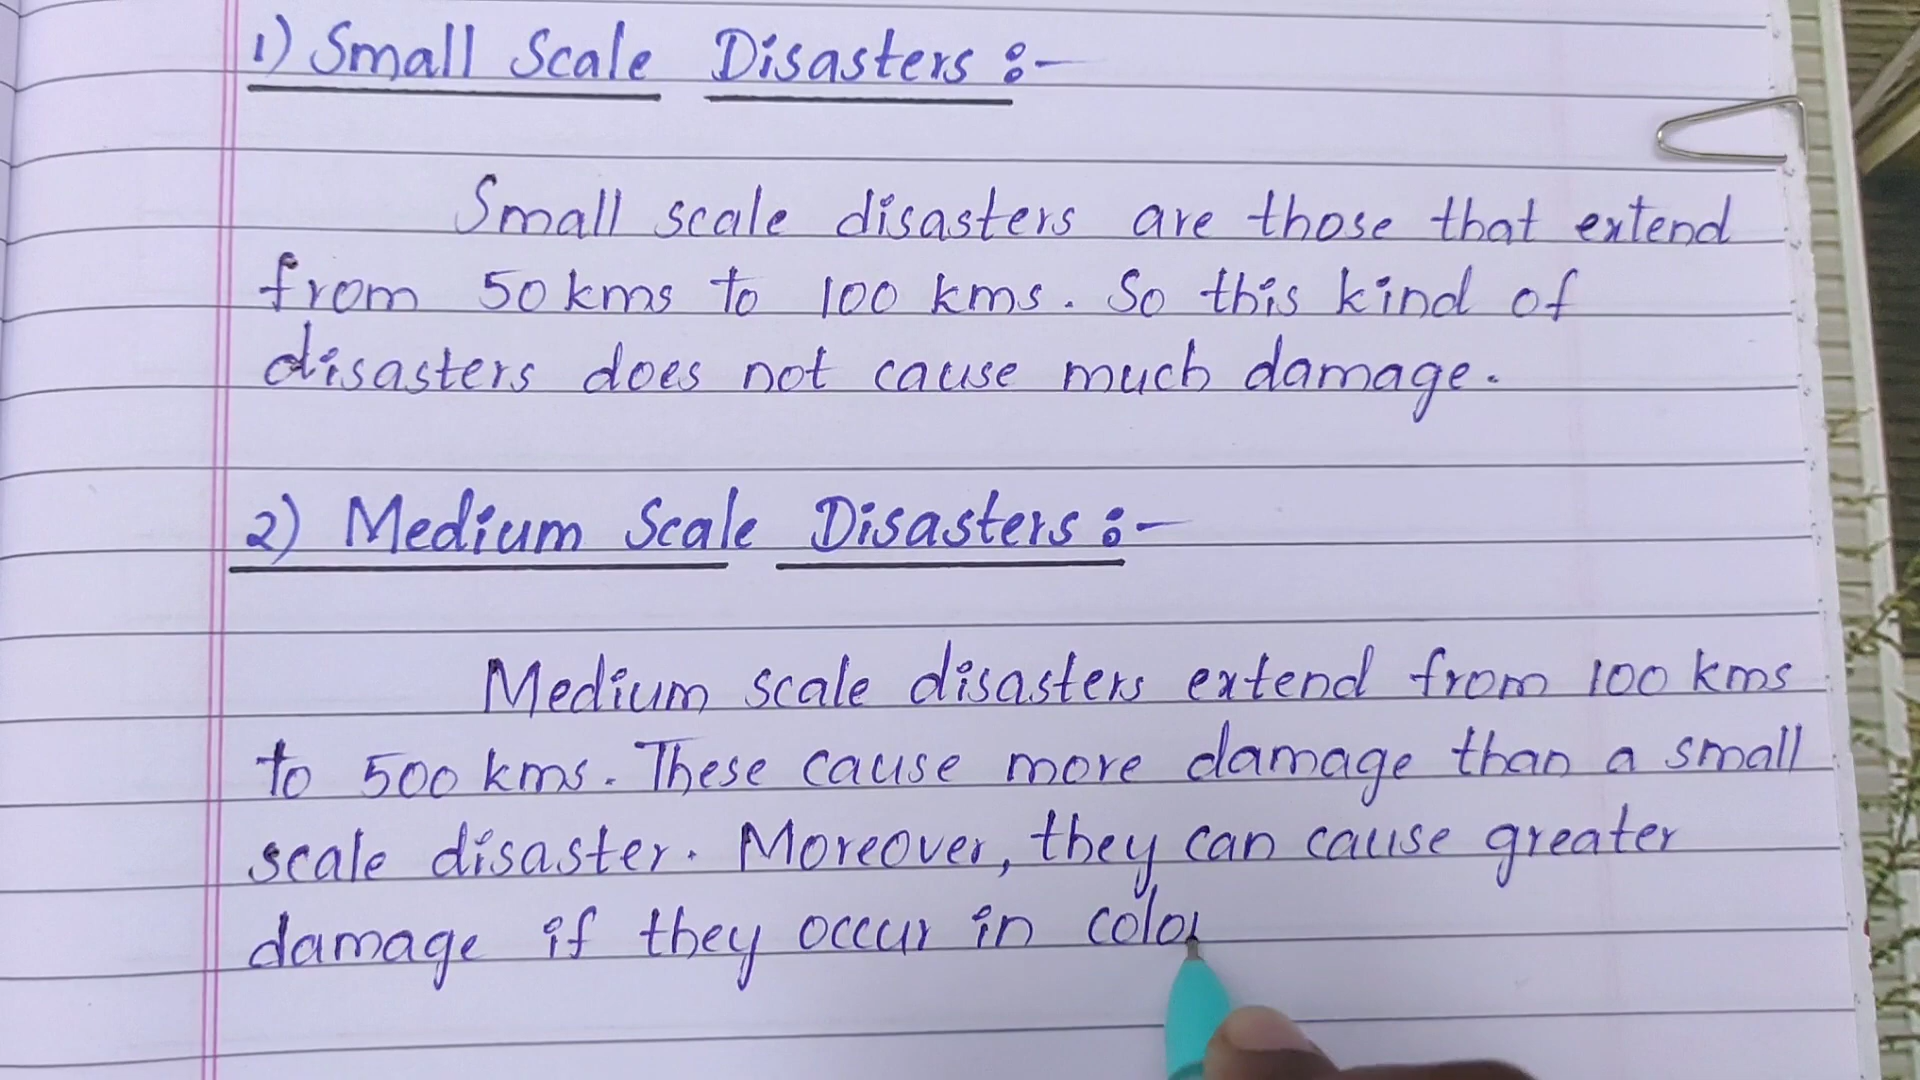 1) Small Scale Disasters :-
Small scale disasters are those that extend
from 50 kms to 100 kms. So this kind of
disasters does not cause much damage.
2) Medium Scale Disasters :-
Medium scale disasters extend from 100 kms
to 500 kms. These cause more damage than a small
scale disaster. Moreover, they can cause greater
damage if they occur in